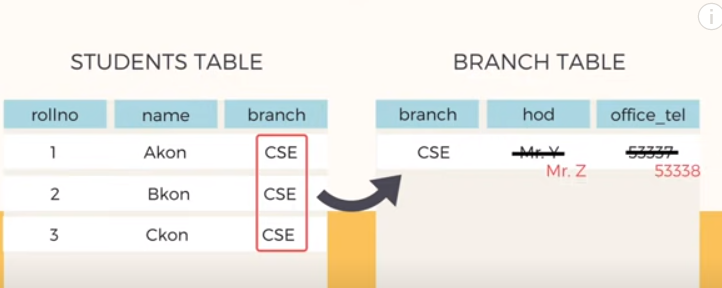 STUDENTS TABLE
rollno name branch
1 Akon CSE
2 Bkon CSE
3 Ckon CSE
BRANCH TABLE
branch hod office_tel
CSE Mr. Y 53337
Mr. Z 53338